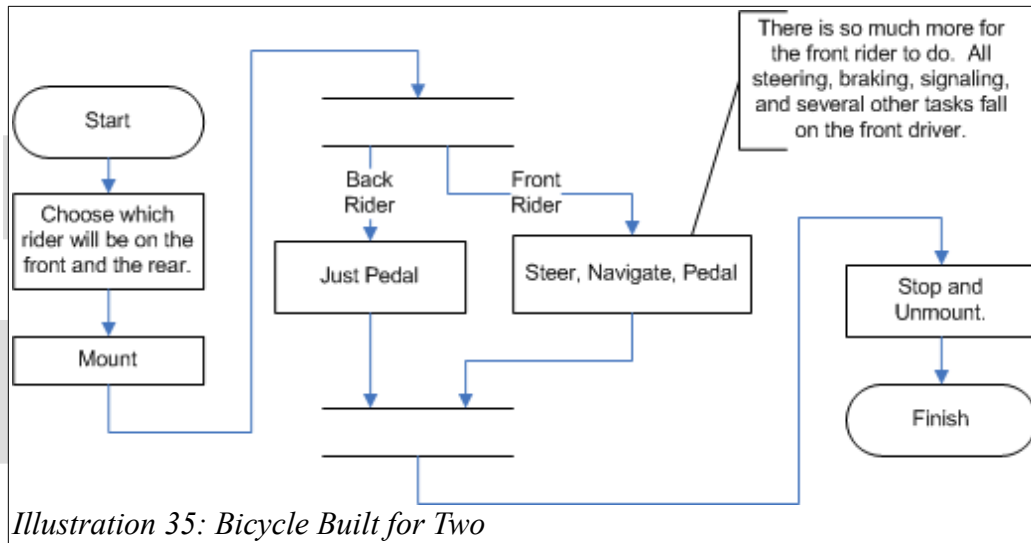 Start
Choose which
rider will be on the
front and the rear.
Mount
Back
Rider
Front
Rider
Just Pedal
Steer, Navigate, Pedal
There is so much more for
the front rider to do.  All
steering, braking, signaling,
and several other tasks fall
on the front driver.
Stop and
Unmount.
Finish
Illustration 35: Bicycle Built for Two